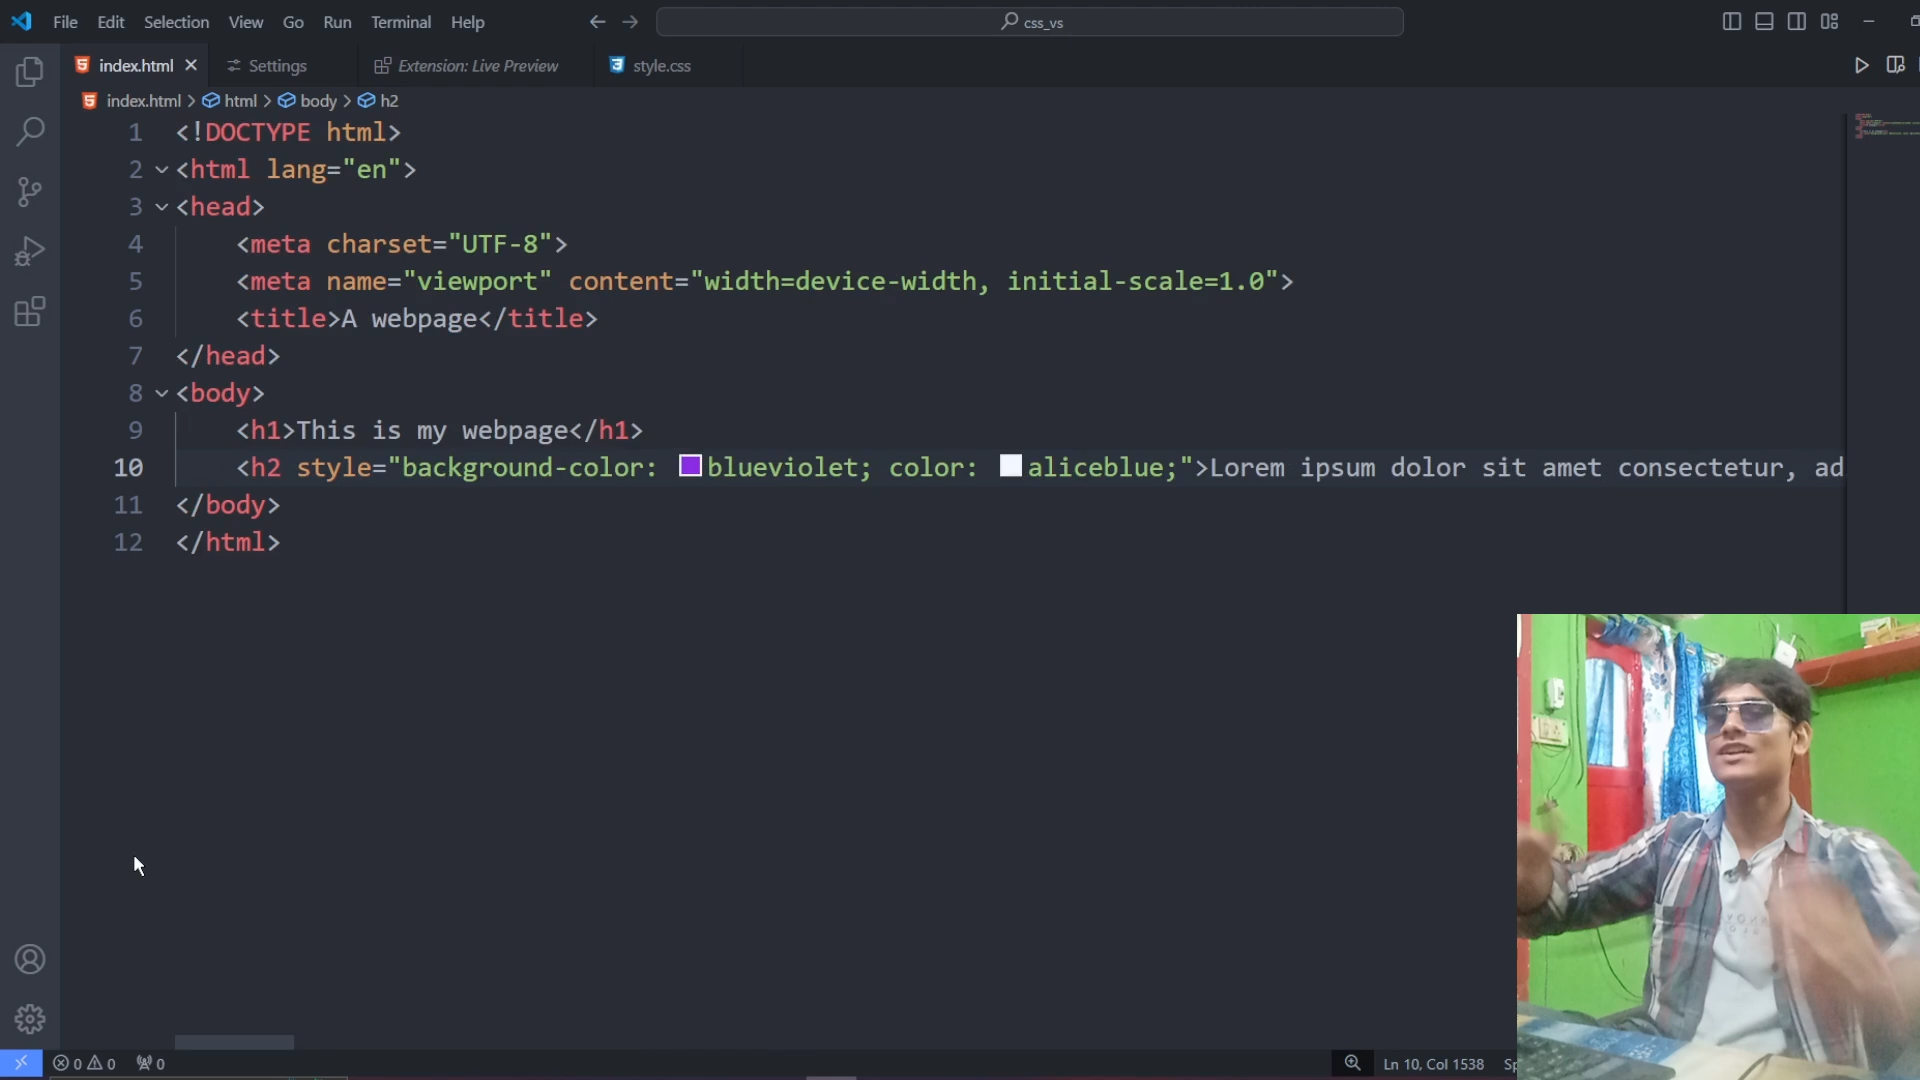 File Edit Selection View Go Run Terminal Help css_vs
index.html Settings Extension: Live Preview style.css
index.html > html > body > h2
1 <!DOCTYPE html>
2 <html lang="en">
3 <head>
4 <meta charset="UTF-8">
5 <meta name="viewport" content="width=device-width, initial-scale=1.0">
6 <title>A webpage</title>
7 </head>
8 <body>
9 <h1>This is my webpage</h1>
10 <h2 style="background-color: blueviolet; color: aliceblue;">Lorem ipsum dolor sit amet consectetur, ad
11 </body>
12 </html>
0 0 0 Ln 10, Col 1538 Sp